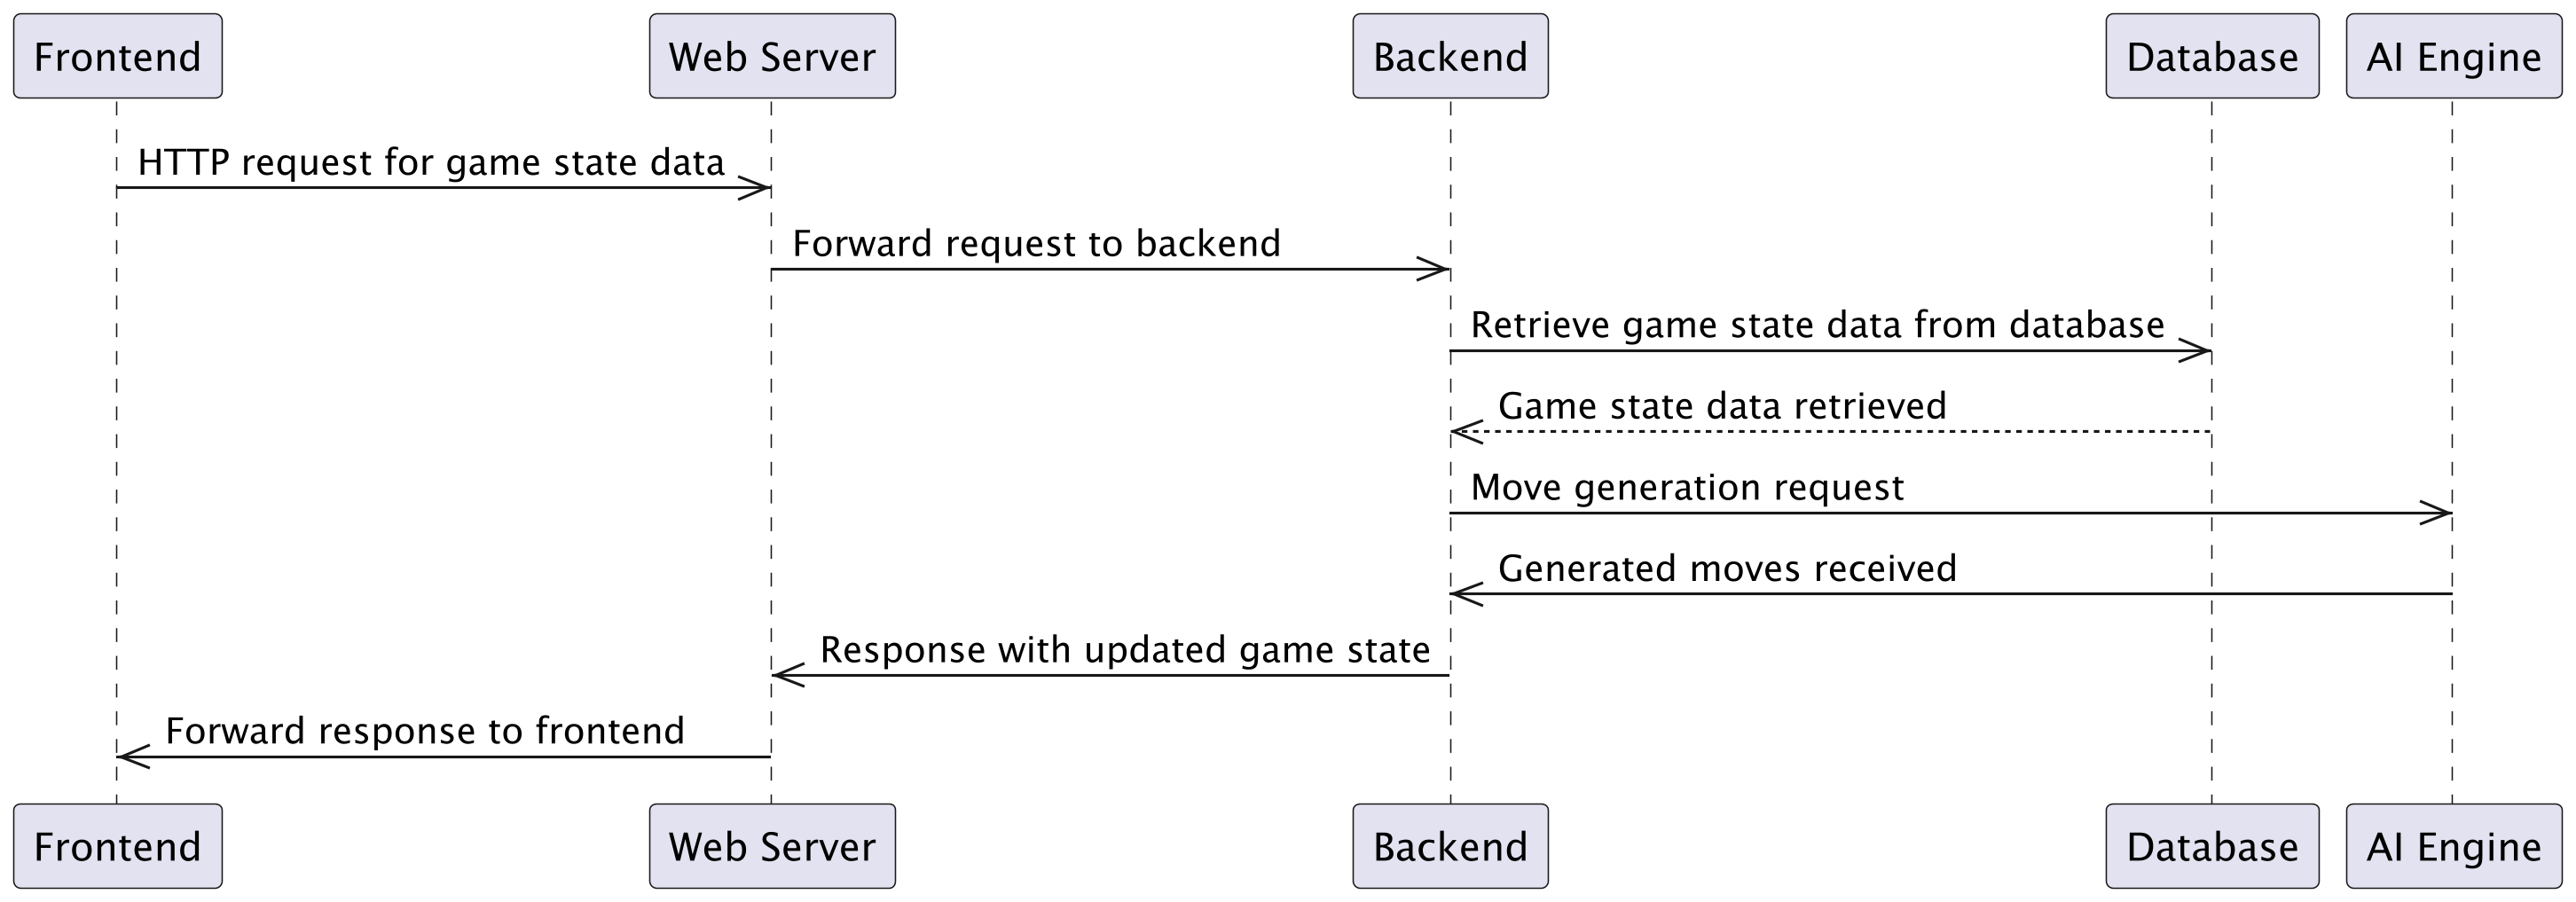 Frontend
Web Server
Backend
Database
AI Engine
HTTP request for game state data
Forward request to backend
Retrieve game state data from database
Game state data retrieved
Move generation request
Generated moves received
Response with updated game state
Forward response to frontend
Frontend
Web Server
Backend
Database
AI Engine